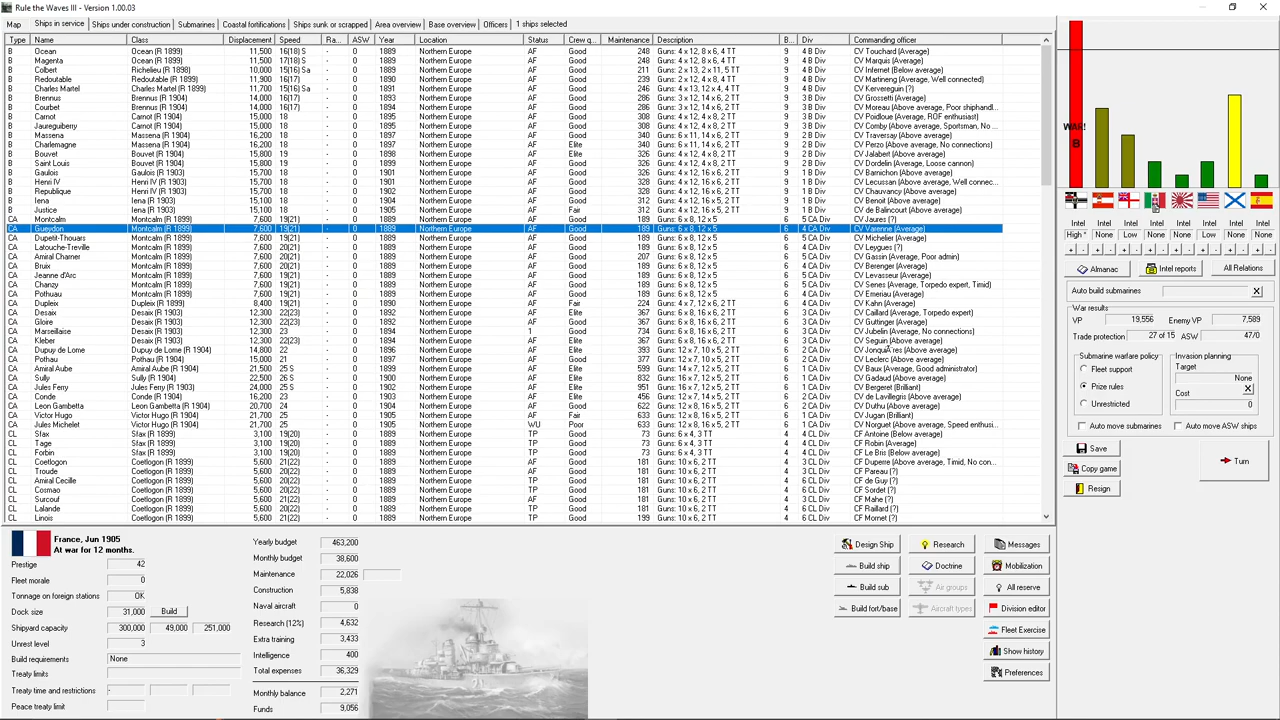 Rule the Waves III - Version 1.00.03
Map Ships in service Ships under construction Submarines Coastal fortifications Ships sunk or scrapped Area overview Base overview Officers 1 ships selected
Type Name Class Displacement Speed Ra... ASW Year Location Status Crew q... Maintenance Description B... Div Commanding officer
B Ocean Ocean (R 1899) 11,500 16(18) S - 0 1889 Northern Europe AF Good 248 Guns: 4 x 12, 8 x 6, 4 TT 9 4 B Div CV Touchard (Average)
B Magenta Ocean (R 1899) 11,500 17(18) S - 0 1889 Northern Europe AF Good 248 Guns: 4 x 12, 8 x 6, 4 TT 9 4 B Div CV Marquis (Average)
B Colbert Richelieu (R 1899) 10,900 16(18) Sa - 0 1889 Northern Europe AF Good 211 Guns: 2 x 13, 2 x 11, 5 TT 9 4 B Div CV Internet (Below average)
B Redoutable Redoutable (R 1899) 11,900 16(17) - 0 1890 Northern Europe AF Good 239 Guns: 4 x 12, 8 x 6, 2 TT 9 4 B Div CV Martineng (Average, Well connected)
B Charles Martel Charles Martel (R 1899) 11,900 15(16) Sa - 0 1891 Northern Europe AF Good 246 Guns: 4 x 13, 12 x 4, 4 TT 9 4 B Div CV Kervereguin (?)
B Brennus Brennus (R 1904) 14,000 16(17) - 0 1894 Northern Europe AF Good 286 Guns: 3 x 12, 14 x 6, 2 TT 9 3 B Div CV Grossetti (Above average)
B Courbet Brennus (R 1904) 14,000 16(17) - 0 1895 Northern Europe AF Good 286 Guns: 3 x 12, 14 x 6, 2 TT 9 3 B Div CV Moreau (Above average, Poor shiphandl...
B Carnot Carnot (R 1904) 15,800 18 - 0 1895 Northern Europe AF Good 308 Guns: 4 x 12, 4 x 8, 2 TT 9 3 B Div CV Poidloue (Average, ROF enthusiast)
B Jaureguiberry Carnot (R 1904) 15,800 18 - 0 1895 Northern Europe AF Good 308 Guns: 4 x 12, 4 x 8, 2 TT 9 3 B Div CV Comby (Average, Sportsman, No ...
B Massena Massena (R 1904) 16,200 18 - 0 1897 Northern Europe AF Good 340 Guns: 6 x 11, 14 x 6, 2 TT 9 2 B Div CV Traversay (Above average)
B Charlemagne Massena (R 1904) 16,200 18 - 0 1896 Northern Europe AF Elite 340 Guns: 6 x 11, 14 x 6, 2 TT 9 2 B Div CV Perzo (Above average, No connections)
B Bouvet Bouvet (R 1904) 15,800 19 - 0 1898 Northern Europe AF Elite 326 Guns: 4 x 12, 4 x 8, 2 TT 9 2 B Div CV Jalabert (Above average)
B Saint Louis Bouvet (R 1904) 15,800 19 - 0 1899 Northern Europe AF Good 326 Guns: 4 x 12, 4 x 8, 2 TT 9 2 B Div CV Dordelin (Average, Loose cannon)
B Gaulois Gaulois (R 1903) 15,700 19 - 0 1901 Northern Europe AF Good 349 Guns: 4 x 12, 14 x 6, 2 TT 9 1 B Div CV Barnichon (Above average)
B Henri IV Henri IV (R 1903) 15,700 18 - 0 1901 Northern Europe AF Good 328 Guns: 4 x 12, 14 x 6, 2 TT 9 1 B Div CV Lecussan (Above average, Well connec...
B Republique Henri IV (R 1903) 15,700 18 - 0 1902 Northern Europe AF Good 328 Guns: 4 x 12, 14 x 6, 2 TT 9 1 B Div CV Chauvancy (Above average)
B Iena Iena (R 1903) 15,800 18 - 0 1904 Northern Europe AF Good 312 Guns: 4 x 12, 14 x 6, 2 TT 9 1 B Div CV Benoit (Above average)
B Justice Iena (R 1903) 15,800 18 - 0 1904 Northern Europe AF Fair 312 Guns: 4 x 12, 14 x 6, 2 TT 9 1 B Div CV de Balincourt (Above average)
CA Montcalm Montcalm (R 1899) 7,600 19(21) - 0 1889 Northern Europe AF Good 189 Guns: 6 x 8, 12 x 5 6 5 CA Div CV Jaures (?)
CA Gueydon Montcalm (R 1899) 7,600 19(21) - 0 1889 Northern Europe AF Good 189 Guns: 6 x 8, 12 x 5 6 4 CA Div CV Varenne (Average)
CA Dupetit-Thouars Montcalm (R 1899) 7,600 19(21) - 0 1889 Northern Europe AF Good 189 Guns: 6 x 8, 12 x 5 6 5 CA Div CV Michelier (Average)
CA Latouche-Treville Montcalm (R 1899) 7,600 19(21) - 0 1889 Northern Europe AF Good 189 Guns: 6 x 8, 12 x 5 6 5 CA Div CV Leygues (?)
CA Amiral Charner Montcalm (R 1899) 7,600 19(21) - 0 1889 Northern Europe AF Good 207 Guns: 6 x 8, 12 x 5 6 5 CA Div CV Gassin (Average, Poor admin)
CA Bruix Montcalm (R 1899) 7,600 19(21) - 0 1889 Northern Europe AF Good 189 Guns: 6 x 8, 12 x 5 6 4 CA Div CV Berenger (Average)
CA Jeanne d'Arc Montcalm (R 1899) 7,600 19(21) - 0 1889 Northern Europe AF Good 189 Guns: 6 x 8, 12 x 5 6 4 CA Div CV Levasseur (Average)
CA Chanzy Montcalm (R 1899) 7,600 19(21) - 0 1889 Northern Europe AF Good 189 Guns: 6 x 8, 12 x 5 6 5 CA Div CV Senes (Average, Torpedo expert, Timid)
CA Pothuau Montcalm (R 1899) 7,600 19(21) - 0 1889 Northern Europe AF Good 189 Guns: 6 x 8, 12 x 5 6 5 CA Div CV Emeriau (Average)
CA Dupleix Dupleix (R 1899) 8,400 19(21) - 0 1890 Northern Europe AF Fair 224 Guns: 6 x 8, 12 x 6, 2 TT 6 4 CA Div CV Kahn (Average)
CA Desaix Desaix (R 1903) 12,300 22(23) - 0 1892 Northern Europe AF Elite 367 Guns: 6 x 8, 16 x 6, 2 TT 6 3 CA Div CV Caillard (Average, Torpedo expert)
CA Gloire Desaix (R 1903) 12,300 22(23) - 0 1892 Northern Europe AF Elite 367 Guns: 6 x 8, 16 x 6, 2 TT 6 3 CA Div CV Guttinger (Average)
CA Marseillaise Desaix (R 1903) 12,300 23 - 0 1892 Northern Europe AF Good 734 Guns: 6 x 8, 16 x 6, 2 TT 6 3 CA Div CV Jubelin (Average, No connections)
CA Kleber Desaix (R 1903) 12,300 22(23) - 0 1894 Northern Europe AF Elite 367 Guns: 6 x 8, 16 x 6, 2 TT 6 3 CA Div CV Seguin (Above average)
CA Dupuy de Lome Dupuy de Lome (R 1904) 14,800 22 - 0 1896 Northern Europe AF Elite 393 Guns: 12 x 7, 10 x 5, 2 TT 6 2 CA Div
CA Pothau Pothau (R 1904) 15,000 21 - 0 1896 Northern Europe AF Good 377 Guns: 12 x 7, 10 x 5, 2 TT 6 2 CA Div CV Leclerc (Above average)
CA Amiral Aube Amiral Aube (R 1904) 21,500 25 S - 0 1899 Northern Europe AF Elite 859 Guns: 14 x 7, 12 x 6, 2 TT 6 1 CA Div CV Baux (Average, Good administrator)
CA Sully Sully (R 1904) 21,700 25 S - 0 1901 Northern Europe AF Elite 832 Guns: 14 x 7, 12 x 6, 2 TT 6 1 CA Div CV Gadaud (Above average)
CA Jules Ferry Jules Ferry (R 1903) 24,000 25 S - 0 1902 Northern Europe AF Elite 951 Guns: 14 x 7, 16 x 6, 2 TT 6 1 CA Div CV Bergeret (Brilliant)
CA Conde Conde (R 1904) 16,200 23 - 0 1903 Northern Europe AF Elite 456 Guns: 12 x 7, 14 x 5, 2 TT 6 2 CA Div CV de Lavillegris (Above average)
CA Leon Gambetta Leon Gambetta (R 1904) 20,700 24 - 0 1904 Northern Europe AF Good 622 Guns: 12 x 8, 14 x 6, 2 TT 6 2 CA Div CV Duthu (Above average)
CA Victor Hugo Victor Hugo (R 1904) 21,700 25 - 0 1905 Northern Europe AF Fair 668 Guns: 12 x 8, 14 x 6, 2 TT 6 1 CA Div CV Jugan (Brilliant)
CA Jules Michelet Victor Hugo (R 1904) 21,700 25 - 0 1905 Northern Europe WU Poor 633 Guns: 12 x 8, 14 x 6, 2 TT 6 1 CA Div CV Mercier (Above average, Speed enthusi...
CL Sfax Sfax (R 1899) 3,100 19(20) - 0 1889 Northern Europe TP Good 73 Guns: 6 x 4, 3 TT 4 CF Antoine (Below average)
CL Tage Sfax (R 1899) 3,100 19(20) - 0 1889 Northern Europe TP Good 73 Guns: 6 x 4, 3 TT 4 CF Robin (Average)
CL Forbin Sfax (R 1899) 3,100 19(20) - 0 1889 Northern Europe TP Good 73 Guns: 6 x 4, 3 TT 4 CF Le Bris (Below average)
CL Coetlogon Coetlogon (R 1899) 5,600 21(22) - 0 1889 Northern Europe AF Good 181 Guns: 10 x 6, 2 TT 4 3 CL Div CF Duperre (Above average, Timid, No con...
CL Troude Coetlogon (R 1899) 5,600 21(22) - 0 1889 Northern Europe AF Good 181 Guns: 10 x 6, 2 TT 4 3 CL Div CF Pareau (?)
CL Amiral Cecille Coetlogon (R 1899) 5,600 21(22) - 0 1889 Northern Europe TP Good 181 Guns: 10 x 6, 2 TT 4 6 CL Div CF de Guy (?)
CL Cosmao Coetlogon (R 1899) 5,600 21(22) - 0 1889 Northern Europe TP Good 181 Guns: 10 x 6, 2 TT 4 6 CL Div CF Sordet (?)
CL Surcouf Coetlogon (R 1899) 5,600 21(22) - 0 1889 Northern Europe AF Good 181 Guns: 10 x 6, 2 TT 4 3 CL Div CF Mahe (?)
CL Lalande Coetlogon (R 1899) 5,600 21(22) - 0 1889 Northern Europe TP Good 181 Guns: 10 x 6, 2 TT 4 6 CL Div CF Raillard (?)
CL Linois Coetlogon (R 1899) 5,600 21(22) - 0 1889 Northern Europe TP Good 199 Guns: 10 x 6, 2 TT 4 6 CL Div CF Mornet (?)
WAR!
B
Intel Intel Intel Intel Intel Intel Intel Intel
High * None Low None None Low None None
+ - + - + - + - + - + - + - + -
Almanac Intel reports All Relations
Auto build submarines X
War results
VP 19,556 Enemy VP 7,589
Trade protection 27 of 15 ASW 47/0
Submarine warfare policy
Fleet support
Prize rules
Unrestricted
Invasion planning
Target
None
Cost X
0
Auto move submarines Auto move ASW ships
Save
Copy game
Resign
Turn
France, Jun 1905
At war for 12 months.
Prestige 42
Fleet morale 0
Tonnage on foreign stations OK
Dock size 31,000 Build
Shipyard capacity 300,000 49,000 251,000
Unrest level 3
Build requirements None
Treaty limits
Treaty time and restrictions -
Peace treaty limit
Yearly budget 463,200
Monthly budget 38,600
Maintenance 22,026
Construction 5,838
Naval aircraft 0
Research (12%) 4,632
Extra training 3,433
Intelligence 400
Total expenses 36,329
Monthly balance 2,271
Funds 9,056
Design Ship Research Messages
Build ship Doctrine Mobilization
Build sub Air groups All reserve
Build fort/base Aircraft types Division editor
Fleet Exercise
Show history
Preferences